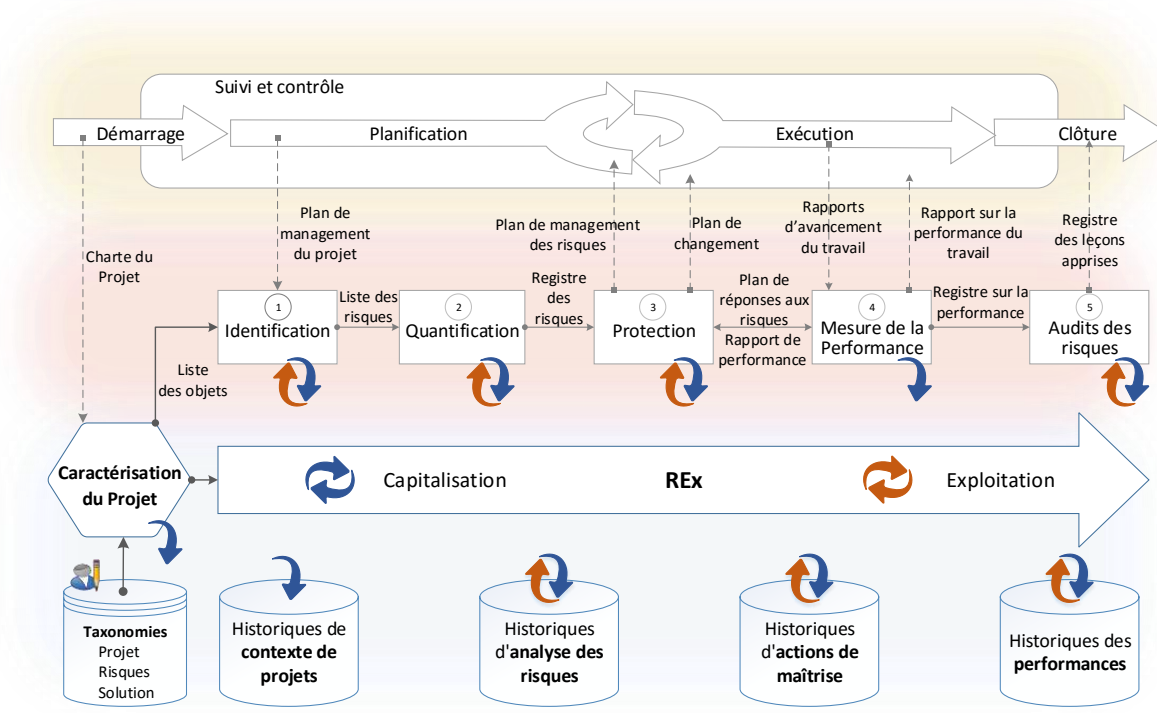 Suivi et contrôle
Démarrage
Planification
Exécution
Clôture
Charte du
Projet
Plan de
management
du projet
Plan de management
des risques
Plan de
changement
Rapports
d'avancement
du travail
Rapport sur la
performance du
travail
Registre
des leçons
apprises
1
Identification
Liste des
risques
2
Quantification
Registre
des
risques
3
Protection
Plan de
réponses aux
risques
Rapport de
performance
4
Mesure de la
Performance
Registre sur la
performance
5
Audits des
risques
Liste
des objets
Caractérisation
du Projet
Capitalisation
REx
Exploitation
Taxonomies
Projet
Risques
Solution
Historiques de
contexte de
projets
Historiques
d'analyse des
risques
Historiques
d'actions de
maîtrise
Historiques des
performances